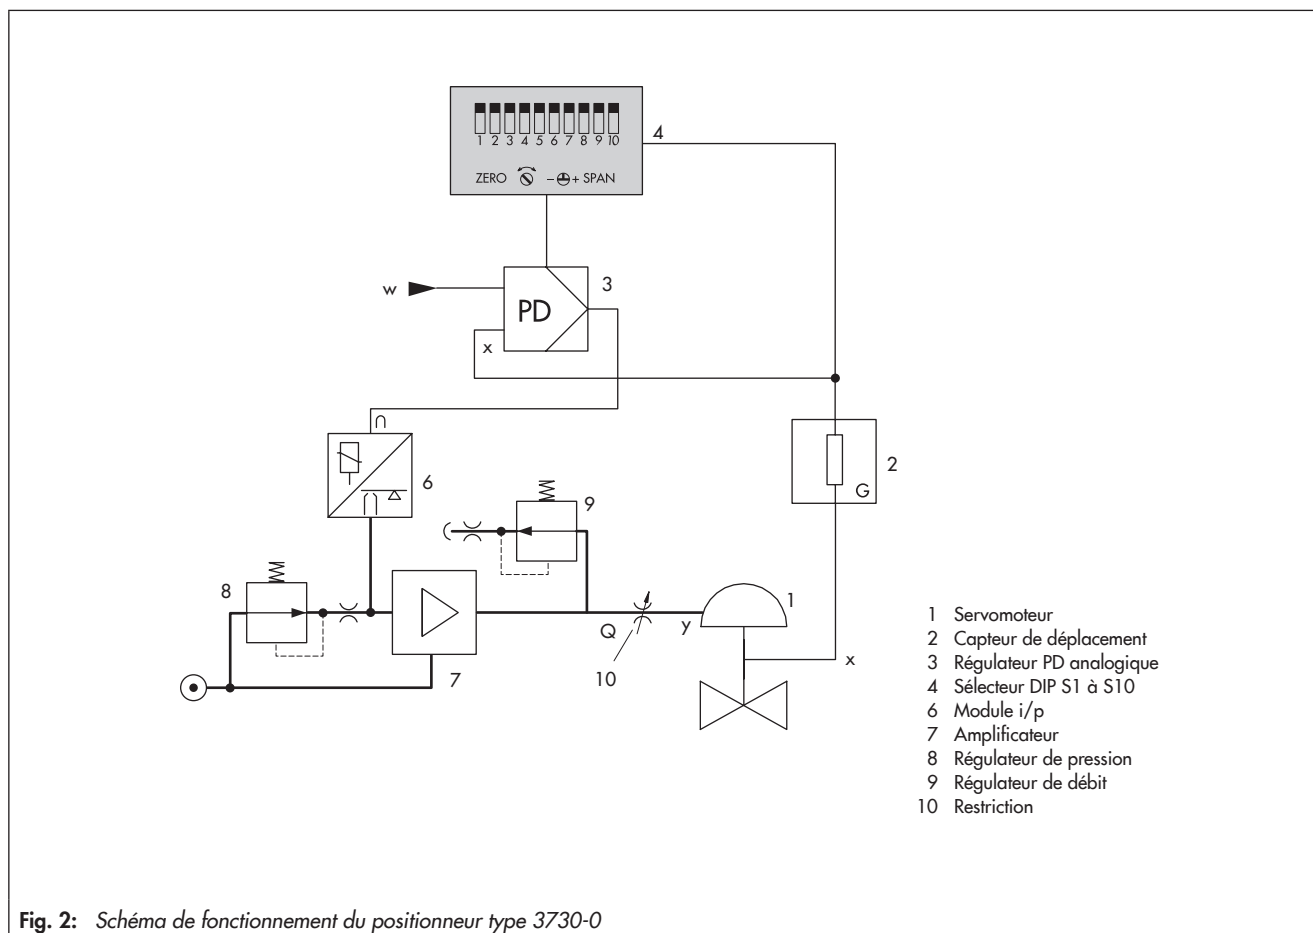 1 2 3 4 5 6 7 8 9 10
4
ZERO - + SPAN
w
3
PD
x
2
G
6
9
8
1
Q
y
x
10
7
1 Servomoteur
2 Capteur de déplacement
3 Régulateur PD analogique
4 Sélecteur DIP S1 à S10
6 Module i/p
7 Amplificateur
8 Régulateur de pression
9 Régulateur de débit
10 Restriction
Fig. 2: Schéma de fonctionnement du positionneur type 3730-0